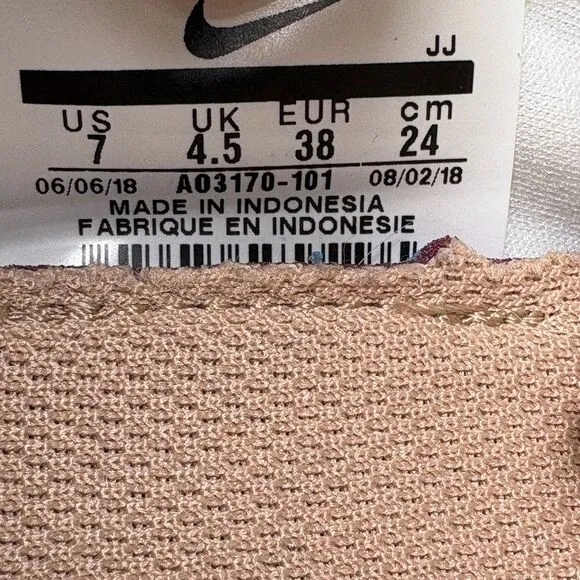 JJ
US UK EUR cm
7 4.5 38 24
06/06/18 AO3170-101 08/02/18
MADE IN INDONESIA
FABRIQUE EN INDONESIE